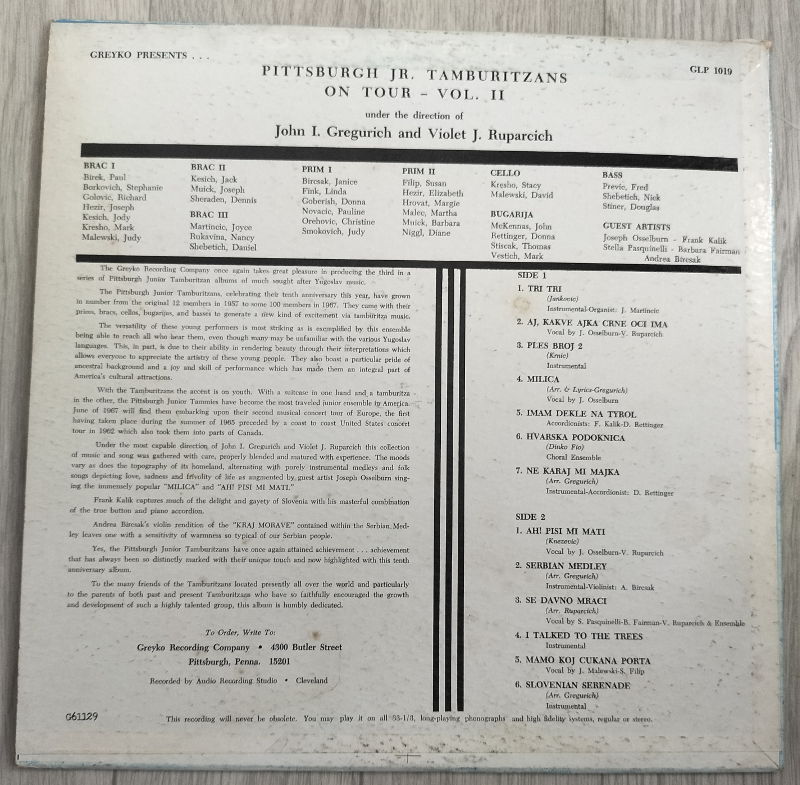 GREYKO PRESENTS . . .
GLP 1019
PITTSBURGH JR. TAMBURITZANS
ON TOUR – VOL. II
under the direction of
John I. Gregurich and Violet J. Ruparcich
BRAC I
Birek, Paul
Borkovich, Stephanie
Golovic, Richard
Hezir, Joseph
Kesich, Jody
Kresho, Mark
Malewski, Judy
BRAC II
Kesich, Jack
Muick, Joseph
Sheraden, Dennis
BRAC III
Martincic, Joyce
Rukavina, Nancy
Shebetich, Daniel
PRIM I
Bircsak, Janice
Fink, Linda
Goberish, Donna
Novacic, Pauline
Orehovic, Christine
Smokovich, Judy
PRIM II
Filip, Susan
Hezir, Elizabeth
Hrovat, Margie
Malec, Martha
Muick, Barbara
Niggl, Diane
CELLO
Kresho, Stacy
Malewski, David
BUGARIJA
McKennas, John
Rettinger, Donna
Stiscak, Thomas
Vestich, Mark
BASS
Previc, Fred
Shebetich, Nick
Stiner, Douglas
GUEST ARTISTS
Joseph Osselburn - Frank Kalik
Stella Pasquinelli - Barbara Fairman
Andrea Bircsak
The Greyko Recording Company once again takes great pleasure in producing the third in a
series of Pittsburgh Junior Tamburitzan albums of much sought after Yugoslav music.
The Pittsburgh Junior Tamburitzans, celebrating their tenth anniversary this year, have grown
in number from the original 12 members in 1957 to some 100 members in 1967. They came with their
prims, bracs, cellos, bugarijas, and basses to generate a new kind of excitement via tamburitza music.
The versatility of these young performers is most striking as is exemplified by this ensemble
being able to reach all who hear them, even though many may be unfamiliar with the various Yugoslav
languages. This, in part, is due to their ability in rendering beauty through their interpretations which
allows everyone to appreciate the artistry of these young people. They also boast a particular pride of
ancestral background and a joy and skill of performance which has made them an integral part of
America's cultural attractions.
With the Tamburitzans the accent is on youth. With a suitcase in one hand and a tamburitza
in the other, the Pittsburgh Junior Tammies have become the most traveled junior ensemble in America.
June of 1967 will find them embarking upon their second musical concert tour of Europe, the first
having taken place during the summer of 1965 preceded by a coast to coast United States concert
tour in 1962 which also took them into parts of Canada.
Under the most capable direction of John I. Gregurich and Violet J. Ruparcich this collection
of music and song was gathered with care, properly blended and matured with experience. The moods
vary as does the topography of its homeland, alternating with purely instrumental medleys and folk
songs depicting love, sadness and frivolity of life as augmented by guest artist Joseph Osselburn sing-
ing the immensely popular "MILICA" and "AH! PISI MI MATI."
Frank Kalik captures much of the delight and gayety of Slovenia with his masterful combination
of the true button and piano accordion.
Andrea Bircsak's violin rendition of the "KRAJ MORAVE" contained within the Serbian Med-
ley leaves one with a sensitivity of warmness so typical of our Serbian people.
Yes, the Pittsburgh Junior Tamburitzans have once again attained achievement . . . achievement
that has always been so distinctly marked with their unique touch and now highlighted with this tenth
anniversary album.
To the many friends of the Tamburitzans located presently all over the world and particularly
to the parents of both past and present Tamburitzans who have so faithfully encouraged the growth
and development of such a highly talented group, this album is humbly dedicated.
To Order, Write To:
Greyko Recording Company • 4300 Butler Street
Pittsburgh, Penna. 15201
Recorded by Audio Recording Studio • Cleveland
SIDE 1
1. TRI TRI
(Jankovic)
Instrumental-Organist: J. Martincic
2. AJ, KAKVE AJKA CRNE OCI IMA
Vocal by J. Osselburn-V. Ruparcich
3. PLES BROJ 2
(Krnic)
Instrumental
4. MILICA
(Arr. & Lyrics-Gregurich)
Vocal by J. Osselburn
5. IMAM DEKLE NA TYROL
Accordionists: F. Kalik-D. Rettinger
6. HVARSKA PODOKNICA
(Dinko Fio)
Choral Ensemble
7. NE KARAJ MI MAJKA
(Arr. Gregurich)
Instrumental-Accordionist: D. Rettinger
SIDE 2
1. AH! PISI MI MATI
(Knezevic)
Vocal by J. Osselburn-V. Ruparcich
2. SERBIAN MEDLEY
(Arr. Gregurich)
Instrumental-Violinist: A. Bircsak
3. SE DAVNO MRACI
(Arr. Ruparcich)
Vocal by S. Pasquinelli-B. Fairman-V. Ruparcich & Ensemble
4. I TALKED TO THE TREES
Instrumental
5. MAMO KOJ CUKANA PORTA
Vocal by J. Malewski-S. Filip
6. SLOVENIAN SERENADE
(Arr. Gregurich)
Instrumental
G61129
This recording will never be obsolete. You may play it on all 33-1/3, long-playing phonographs and high fidelity systems, regular or stereo.